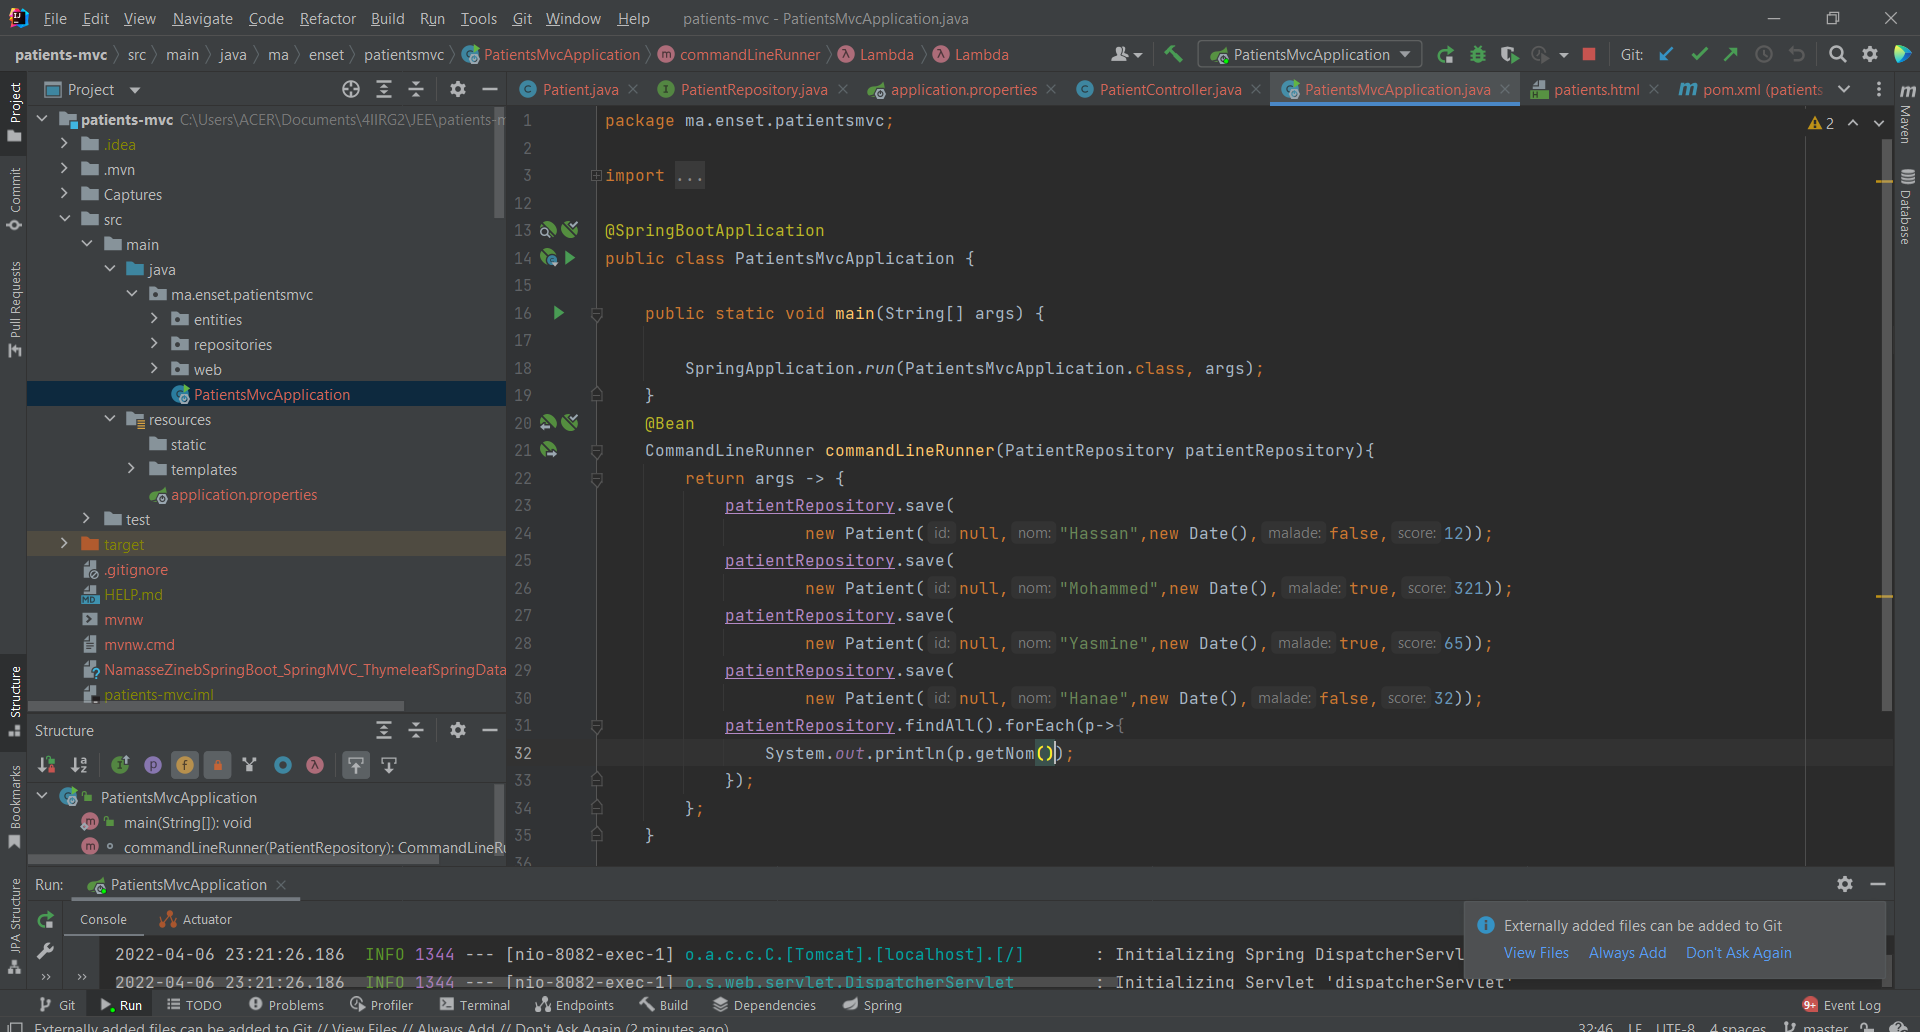 File Edit View Navigate Code Refactor Build Run Tools Git Window Help patients-mvc - PatientsMvcApplication.java
patients-mvc src main java ma enset patientsmvc PatientsMvcApplication commandLineRunner Lambda Lambda PatientsMvcApplication Git:
Project
Patient.java PatientRepository.java application.properties PatientController.java PatientsMvcApplication.java patients.html pom.xml (patients
patients-mvc C:\Users\ACER\Documents\4IIRG2\JEE\patients-m
.idea
.mvn
Captures
src
main
java
ma.enset.patientsmvc
entities
repositories
web
PatientsMvcApplication
resources
static
templates
application.properties
test
target
.gitignore
HELP.md
mvnw
mvnw.cmd
NamasseZinebSpringBoot_SpringMVC_ThymeleafSpringData
patients-mvc.iml
Structure
PatientsMvcApplication
main(String[]): void
commandLineRunner(PatientRepository): CommandLineRu
Project
Commit
Pull Requests
Structure
Bookmarks
JPA Structure
1 package ma.enset.patientsmvc;
2
3 import ...
12
13 @SpringBootApplication
14 public class PatientsMvcApplication {
15
16 public static void main(String[] args) {
17
18 SpringApplication.run(PatientsMvcApplication.class, args);
19 }
20 @Bean
21 CommandLineRunner commandLineRunner(PatientRepository patientRepository){
22 return args -> {
23 patientRepository.save(
24 new Patient( id: null, nom: "Hassan",new Date(), malade: false, score: 12));
25 patientRepository.save(
26 new Patient( id: null, nom: "Mohammed",new Date(), malade: true, score: 321));
27 patientRepository.save(
28 new Patient( id: null, nom: "Yasmine",new Date(), malade: true, score: 65));
29 patientRepository.save(
30 new Patient( id: null, nom: "Hanae",new Date(), malade: false, score: 32));
31 patientRepository.findAll().forEach(p->{
32 System.out.println(p.getNom());
33 });
34 };
35 }
36
2
Maven
Database
Run: PatientsMvcApplication
Console Actuator
2022-04-06 23:21:26.186 INFO 1344 --- [nio-8082-exec-1] o.a.c.c.C.[Tomcat].[localhost].[/] : Initializing Spring DispatcherServl
2022-04-06 23:21:26.186 INFO 1344 --- [nio-8082-exec-1] o.s.web.servlet.DispatcherServlet : Initializing Servlet 'dispatcherServlet'
Externally added files can be added to Git
View Files Always Add Don't Ask Again
Git Run TODO Problems Profiler Terminal Endpoints Build Dependencies Spring 9+ Event Log
Externally added files can be added to Git // View Files // Always Add // Don't Ask Again (2 minutes ago) 32:46 LF UTF-8 4 spaces master